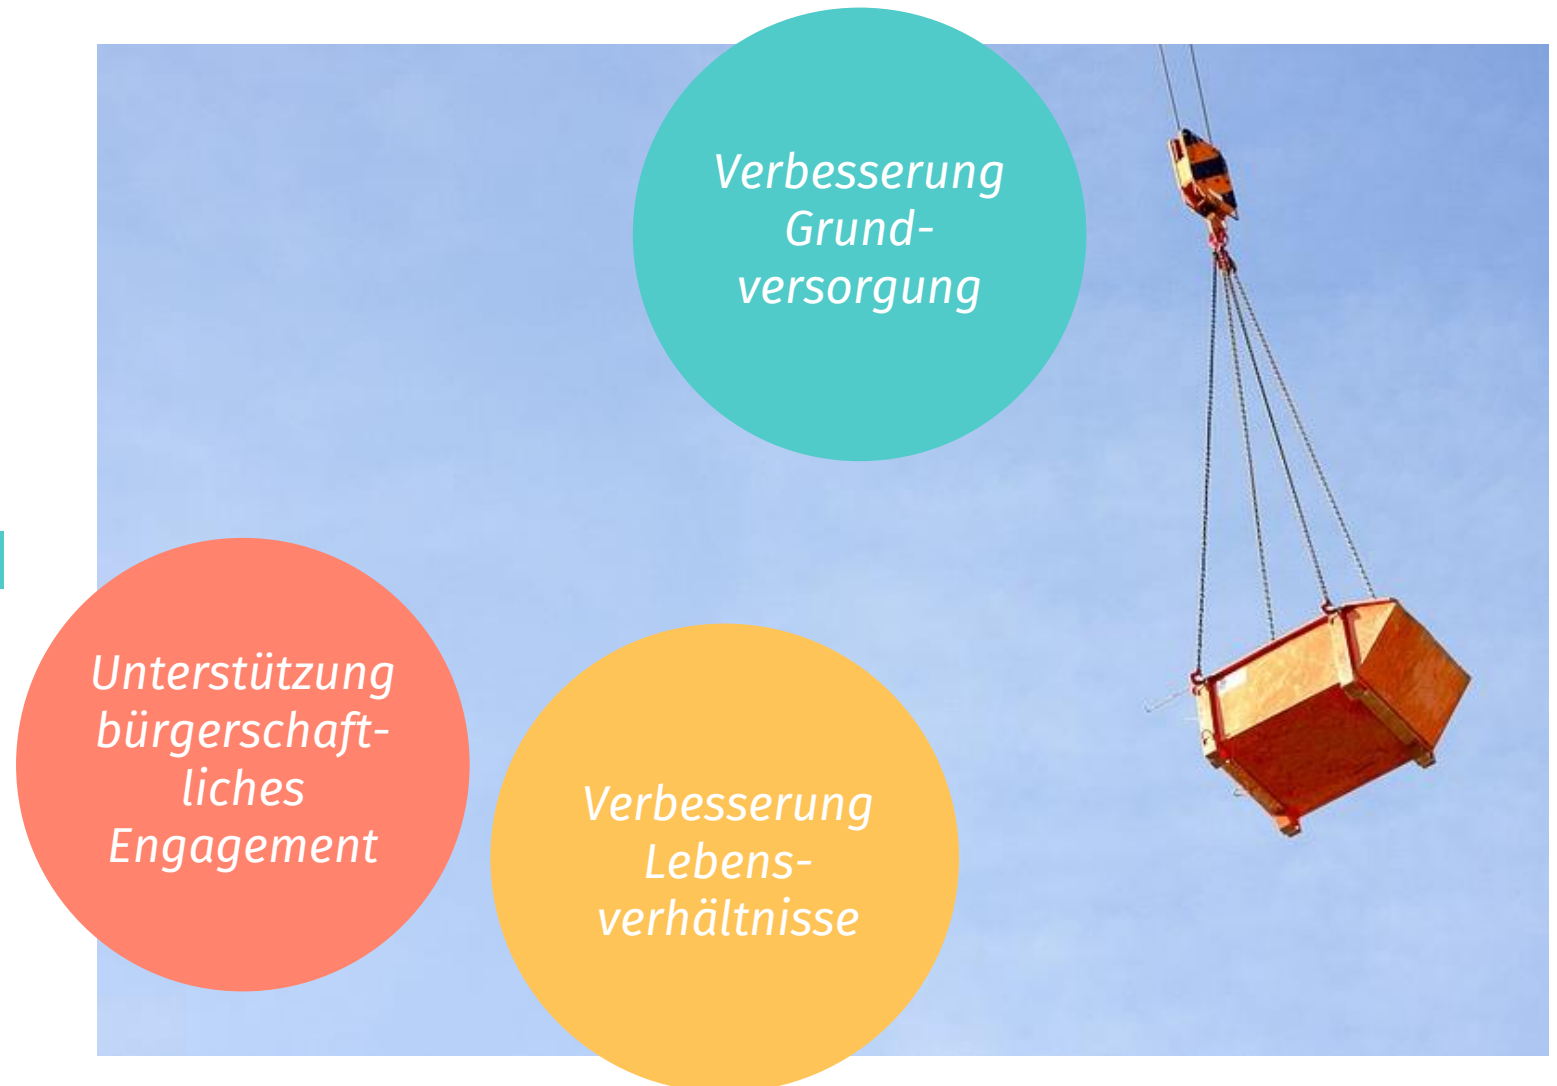 Verbesserung
Grund-
versorgung
Unterstützung
bürgerschaft-
liches
Engagement
Verbesserung
Lebens-
verhältnisse